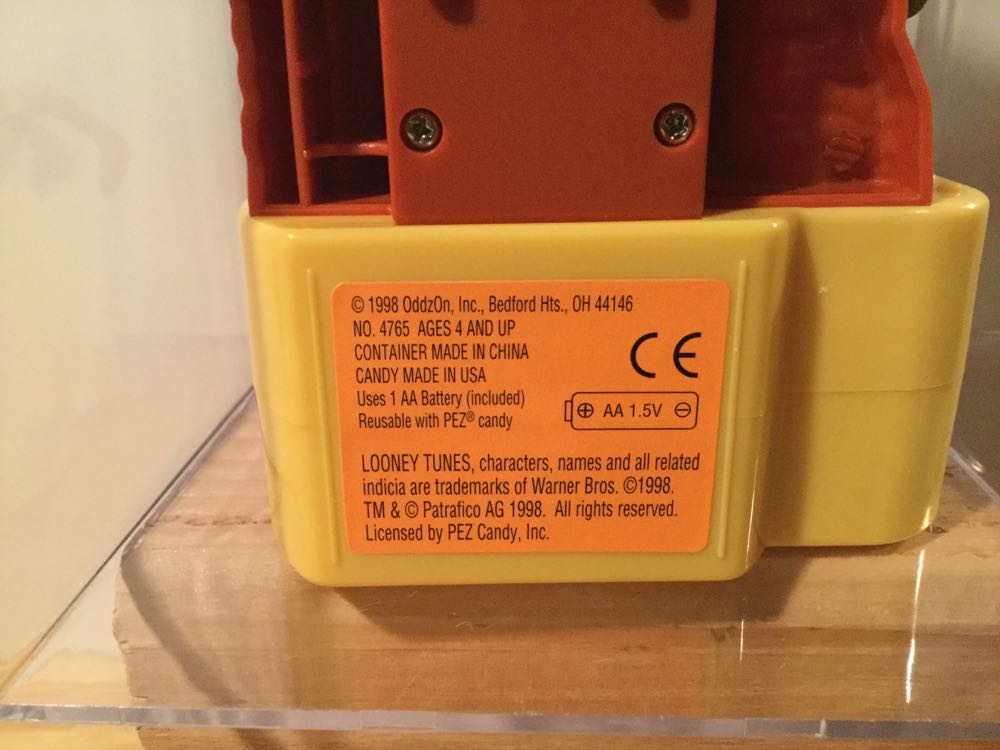 © 1998 OddzOn, Inc., Bedford Hts., OH 44146
NO. 4765 AGES 4 AND UP
CONTAINER MADE IN CHINA
CANDY MADE IN USA
Uses 1 AA Battery (included)
Reusable with PEZ® candy
CE
⊕ AA 1.5V ⊖
LOONEY TUNES, characters, names and all related
indicia are trademarks of Warner Bros. ©1998.
TM & © Patrafico AG 1998. All rights reserved.
Licensed by PEZ Candy, Inc.